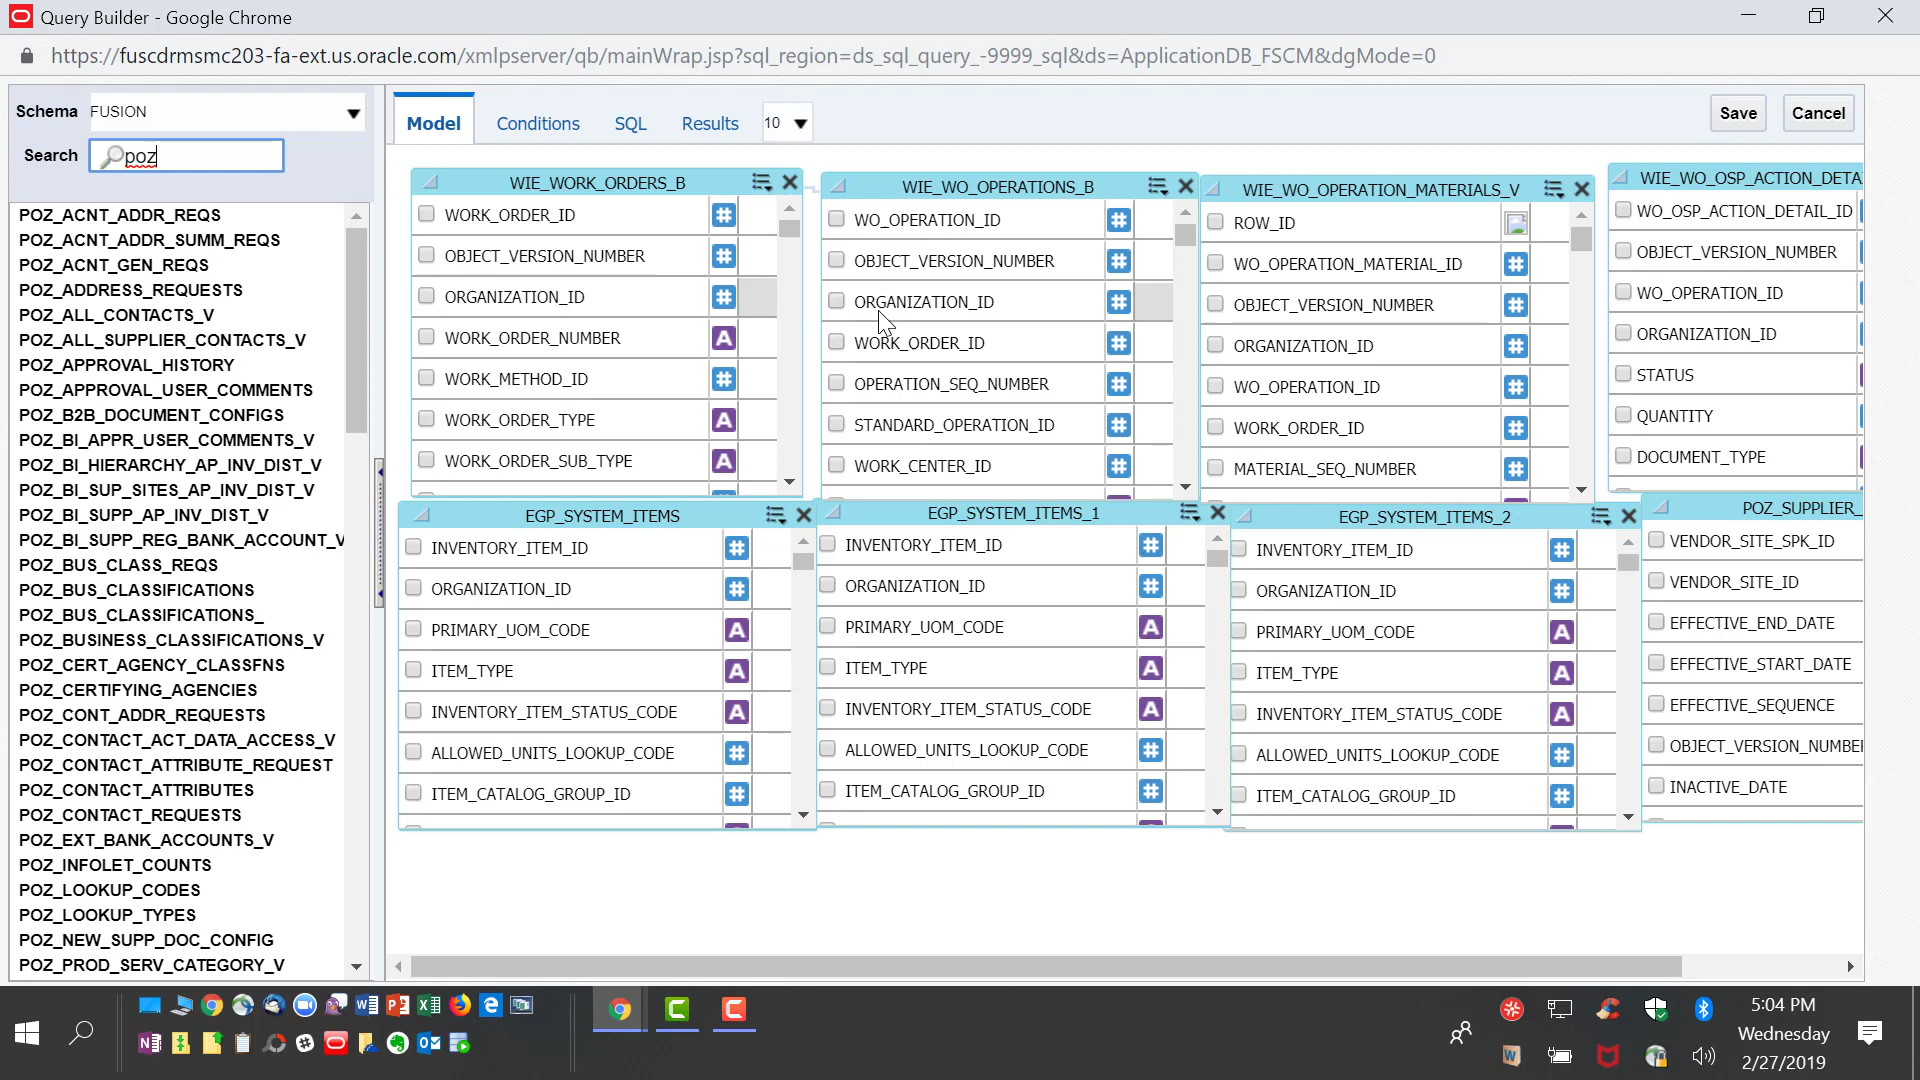 Query Builder - Google Chrome
https://fuscdrmsmc203-fa-ext.us.oracle.com/xmlpserver/qb/mainWrap.jsp?sql_region=ds_sql_query_-9999_sql&ds=ApplicationDB_FSCM&dgMode=0
Schema FUSION
Search poz
Model Conditions SQL Results 10 Save Cancel
POZ_ACNT_ADDR_REQS
POZ_ACNT_ADDR_SUMM_REQS
POZ_ACNT_GEN_REQS
POZ_ADDRESS_REQUESTS
POZ_ALL_CONTACTS_V
POZ_ALL_SUPPLIER_CONTACTS_V
POZ_APPROVAL_HISTORY
POZ_APPROVAL_USER_COMMENTS
POZ_B2B_DOCUMENT_CONFIGS
POZ_BI_APPR_USER_COMMENTS_V
POZ_BI_HIERARCHY_AP_INV_DIST_V
POZ_BI_SUP_SITES_AP_INV_DIST_V
POZ_BI_SUPP_AP_INV_DIST_V
POZ_BI_SUPP_REG_BANK_ACCOUNT_V
POZ_BUS_CLASS_REQS
POZ_BUS_CLASSIFICATIONS
POZ_BUS_CLASSIFICATIONS_
POZ_BUSINESS_CLASSIFICATIONS_V
POZ_CERT_AGENCY_CLASSFNS
POZ_CERTIFYING_AGENCIES
POZ_CONT_ADDR_REQUESTS
POZ_CONTACT_ACT_DATA_ACCESS_V
POZ_CONTACT_ATTRIBUTE_REQUEST
POZ_CONTACT_ATTRIBUTES
POZ_CONTACT_REQUESTS
POZ_EXT_BANK_ACCOUNTS_V
POZ_INFOLET_COUNTS
POZ_LOOKUP_CODES
POZ_LOOKUP_TYPES
POZ_NEW_SUPP_DOC_CONFIG
POZ_PROD_SERV_CATEGORY_V
WIE_WORK_ORDERS_B
WORK_ORDER_ID #
OBJECT_VERSION_NUMBER #
ORGANIZATION_ID #
WORK_ORDER_NUMBER A
WORK_METHOD_ID #
WORK_ORDER_TYPE A
WORK_ORDER_SUB_TYPE A
WIE_WO_OPERATIONS_B
WO_OPERATION_ID #
OBJECT_VERSION_NUMBER #
ORGANIZATION_ID #
WORK_ORDER_ID #
OPERATION_SEQ_NUMBER #
STANDARD_OPERATION_ID #
WORK_CENTER_ID #
WIE_WO_OPERATION_MATERIALS_V
ROW_ID
WO_OPERATION_MATERIAL_ID #
OBJECT_VERSION_NUMBER #
ORGANIZATION_ID #
WO_OPERATION_ID #
WORK_ORDER_ID #
MATERIAL_SEQ_NUMBER #
WIE_WO_OSP_ACTION_DETA
WO_OSP_ACTION_DETAIL_ID
OBJECT_VERSION_NUMBER
WO_OPERATION_ID
ORGANIZATION_ID
STATUS
QUANTITY
DOCUMENT_TYPE
EGP_SYSTEM_ITEMS
INVENTORY_ITEM_ID #
ORGANIZATION_ID #
PRIMARY_UOM_CODE A
ITEM_TYPE A
INVENTORY_ITEM_STATUS_CODE A
ALLOWED_UNITS_LOOKUP_CODE #
ITEM_CATALOG_GROUP_ID #
EGP_SYSTEM_ITEMS_1
INVENTORY_ITEM_ID #
ORGANIZATION_ID #
PRIMARY_UOM_CODE A
ITEM_TYPE A
INVENTORY_ITEM_STATUS_CODE A
ALLOWED_UNITS_LOOKUP_CODE #
ITEM_CATALOG_GROUP_ID #
EGP_SYSTEM_ITEMS_2
INVENTORY_ITEM_ID #
ORGANIZATION_ID #
PRIMARY_UOM_CODE A
ITEM_TYPE A
INVENTORY_ITEM_STATUS_CODE A
ALLOWED_UNITS_LOOKUP_CODE #
ITEM_CATALOG_GROUP_ID #
POZ_SUPPLIER_
VENDOR_SITE_SPK_ID
VENDOR_SITE_ID
EFFECTIVE_END_DATE
EFFECTIVE_START_DATE
EFFECTIVE_SEQUENCE
OBJECT_VERSION_NUMBER
INACTIVE_DATE
5:04 PM
Wednesday
2/27/2019